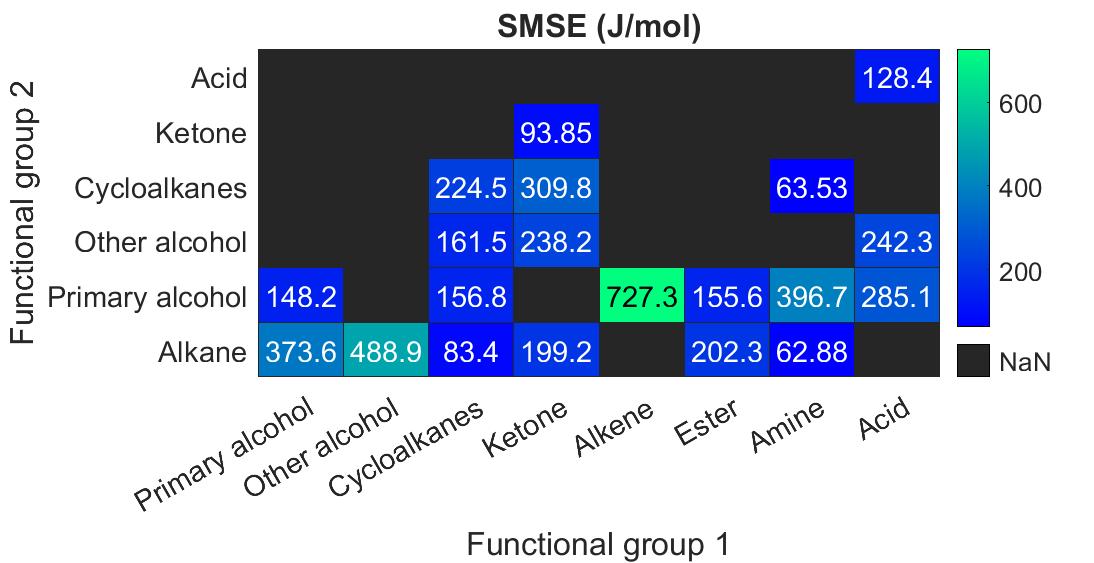 SMSE (J/mol)
Functional group 2
Acid 128.4
Ketone 93.85
Cycloalkanes 224.5 309.8 63.53
Other alcohol 161.5 238.2 242.3
Primary alcohol 148.2 156.8 727.3 155.6 396.7 285.1
Alkane 373.6 488.9 83.4 199.2 202.3 62.88
Primary alcohol
Other alcohol
Cycloalkanes
Ketone
Alkene
Ester
Amine
Acid
Functional group 1
600
400
200
NaN